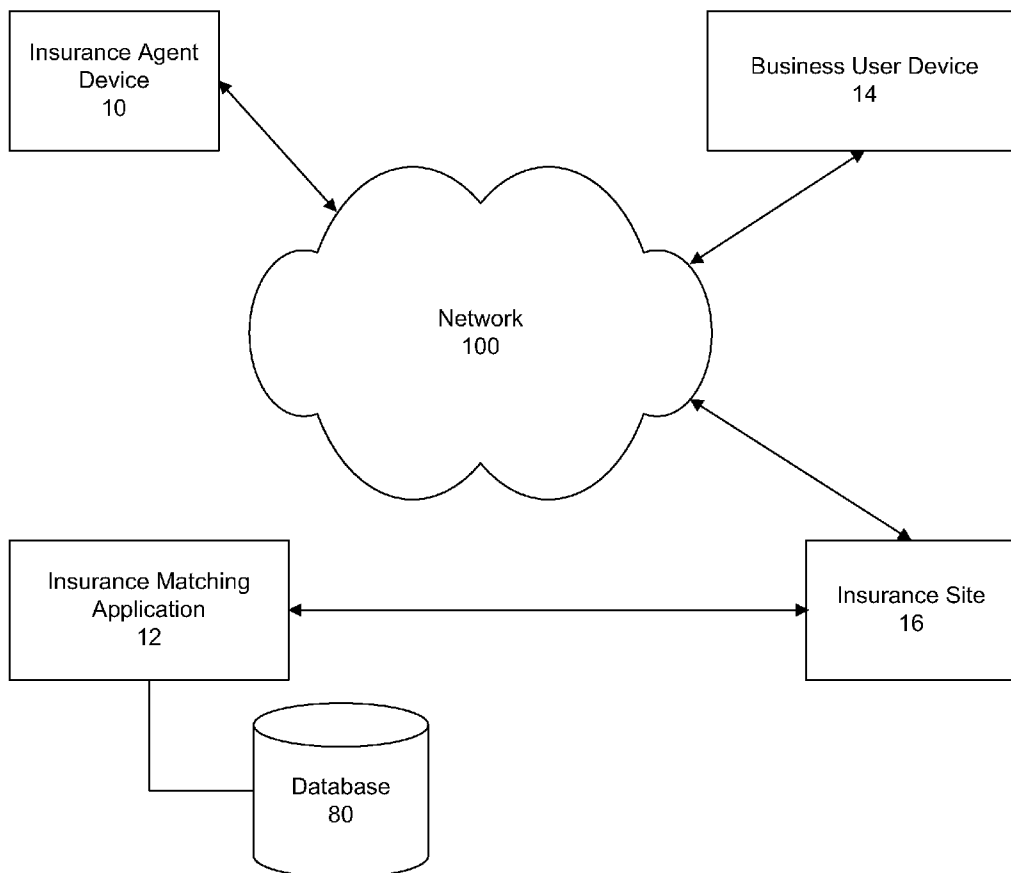 Insurance Agent
Device
10
Business User Device
14
Network
100
Insurance Matching
Application
12
Insurance Site
16
Database
80